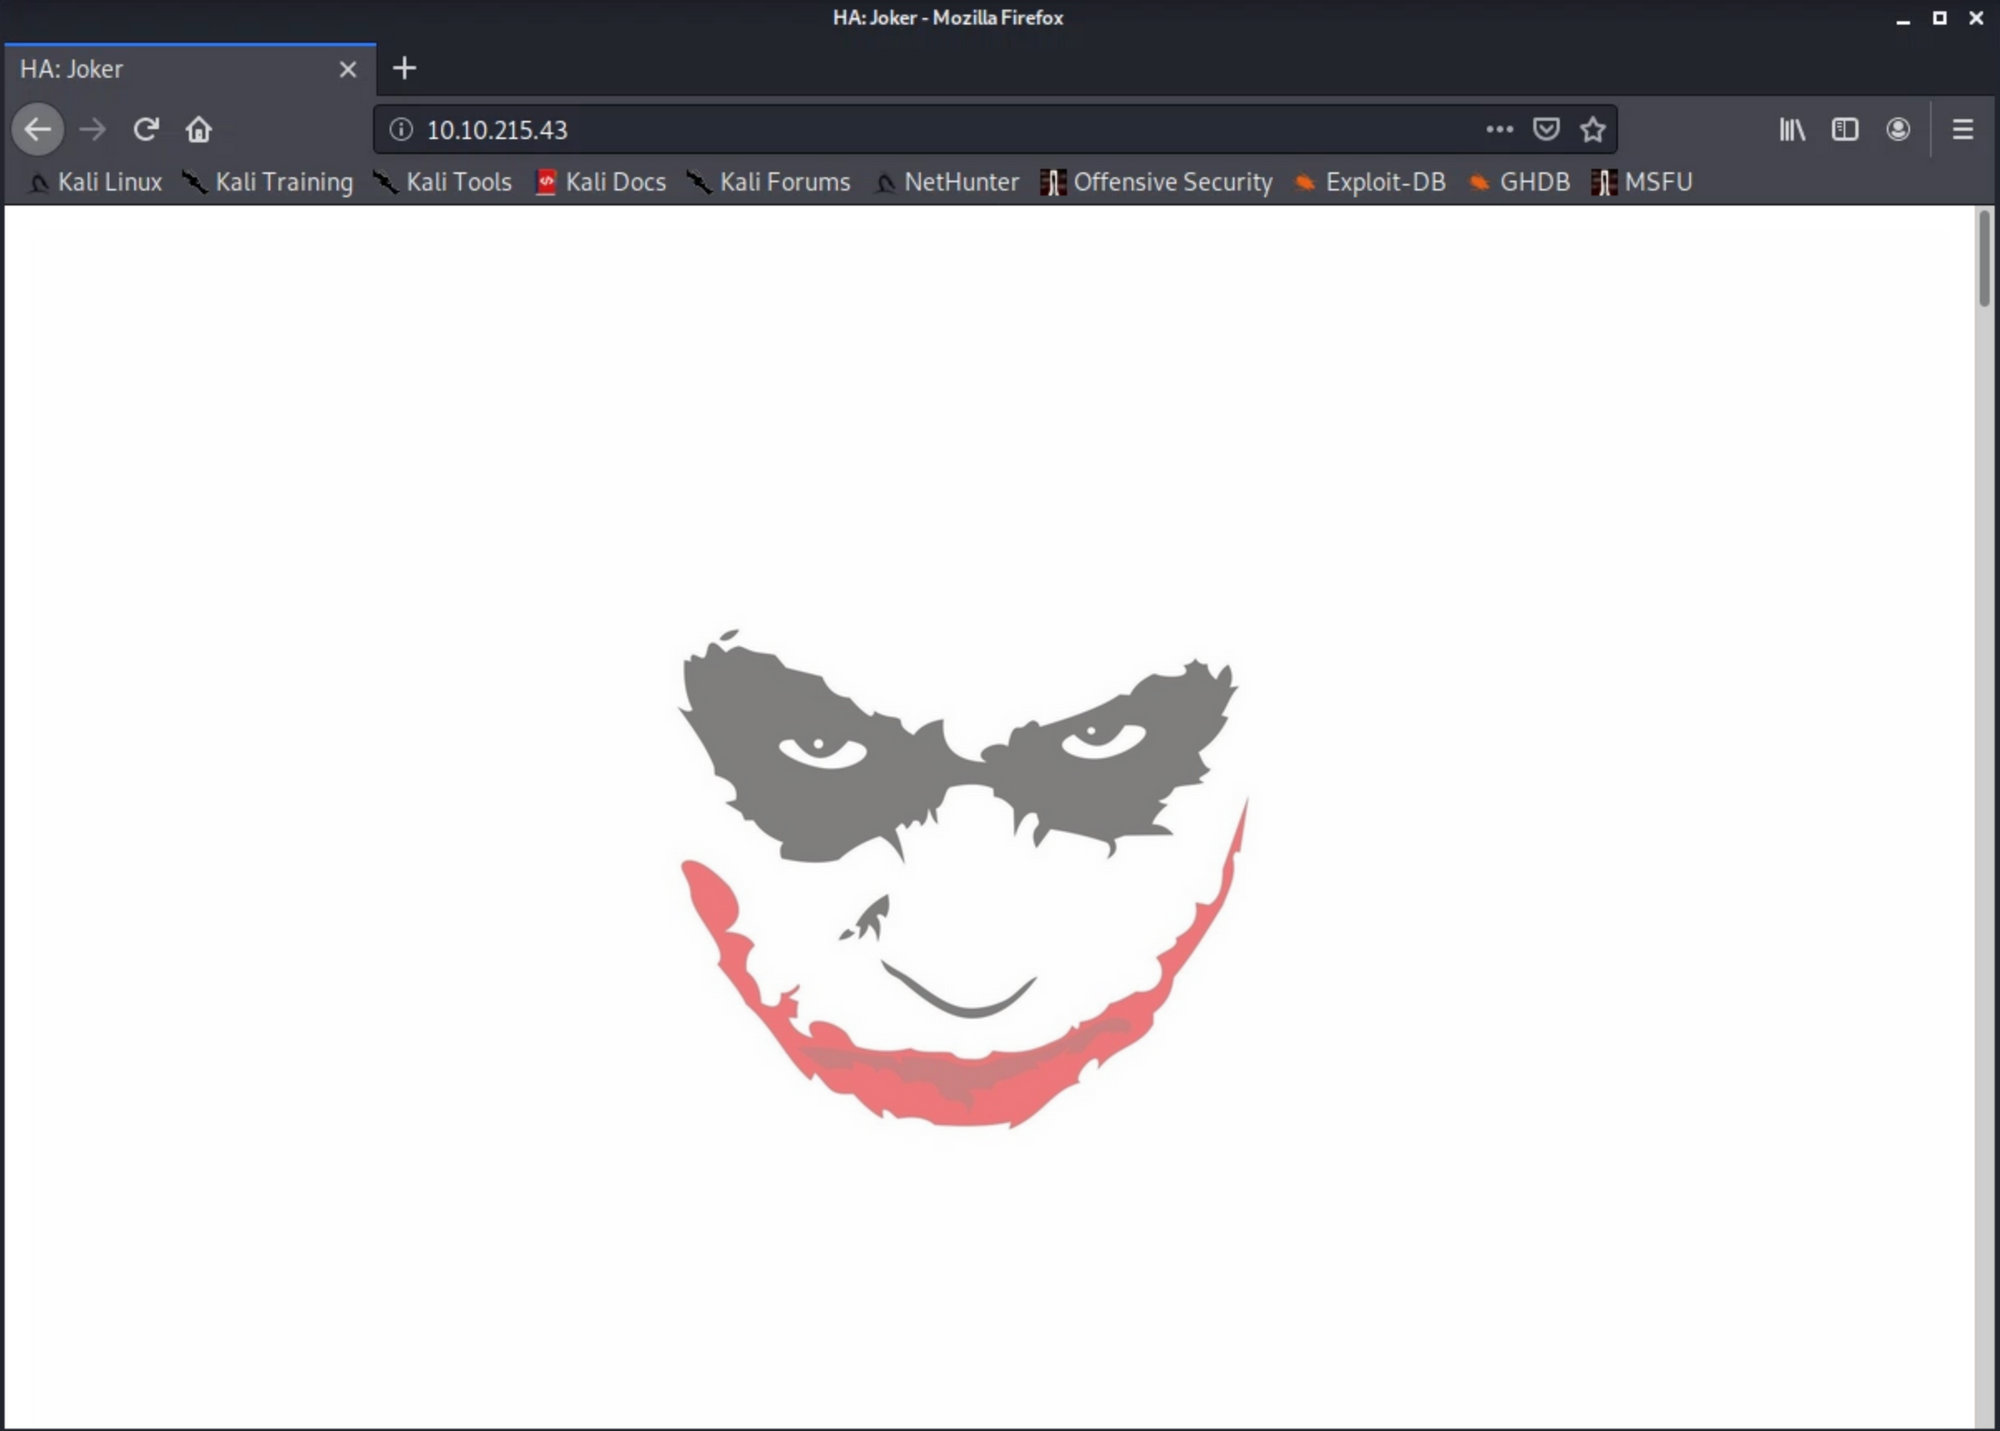 HA: Joker - Mozilla Firefox
HA: Joker
10.10.215.43
Kali Linux Kali Training Kali Tools Kali Docs Kali Forums NetHunter Offensive Security Exploit-DB GHDB MSFU